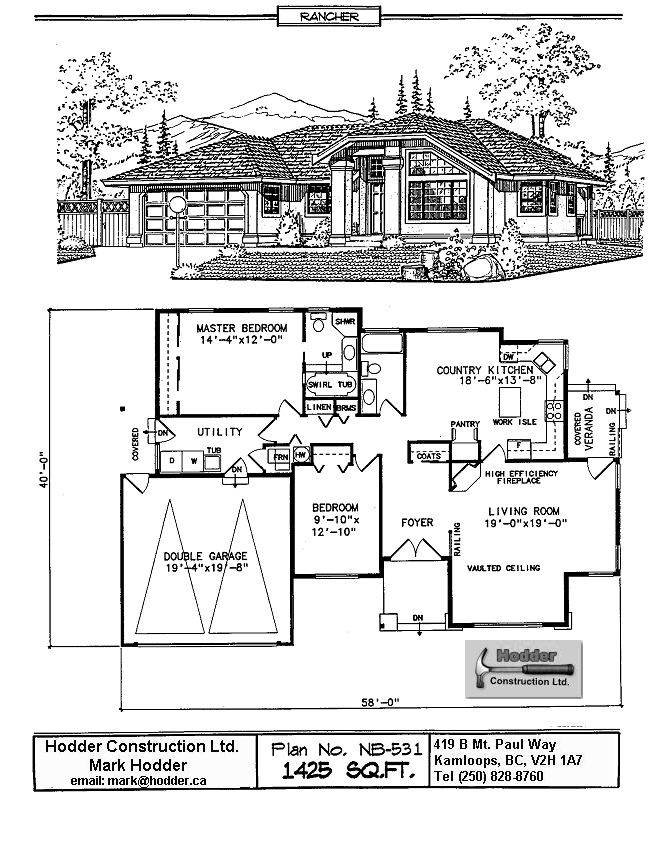 RANCHER
MASTER BEDROOM
14'-4"x12'-0"
SHWR
UP
SWIRL TUB
LINEN
BRMS
COUNTRY KITCHEN
18'-6"x13'-8"
DW
WORK ISLE
PANTRY
F
DN
COVERED
VERANDA
DN
RAILING
COVERED
DN
UTILITY
D
W
TUB
DN
FRN
HW
COATS
HIGH EFFICIENCY
FIREPLACE
BEDROOM
9'-10"x
12'-10"
FOYER
LIVING ROOM
19'-0"x19'-0"
RAILING
VAULTED CEILING
DOUBLE GARAGE
19'-4"x19'-8"
DN
40'-0"
58'-0"
Hodder
Construction Ltd.
Hodder Construction Ltd.
Mark Hodder
email: mark@hodder.ca
Plan No. NB-531
1425 SQ.FT.
419 B Mt. Paul Way
Kamloops, BC, V2H 1A7
Tel (250) 828-8760